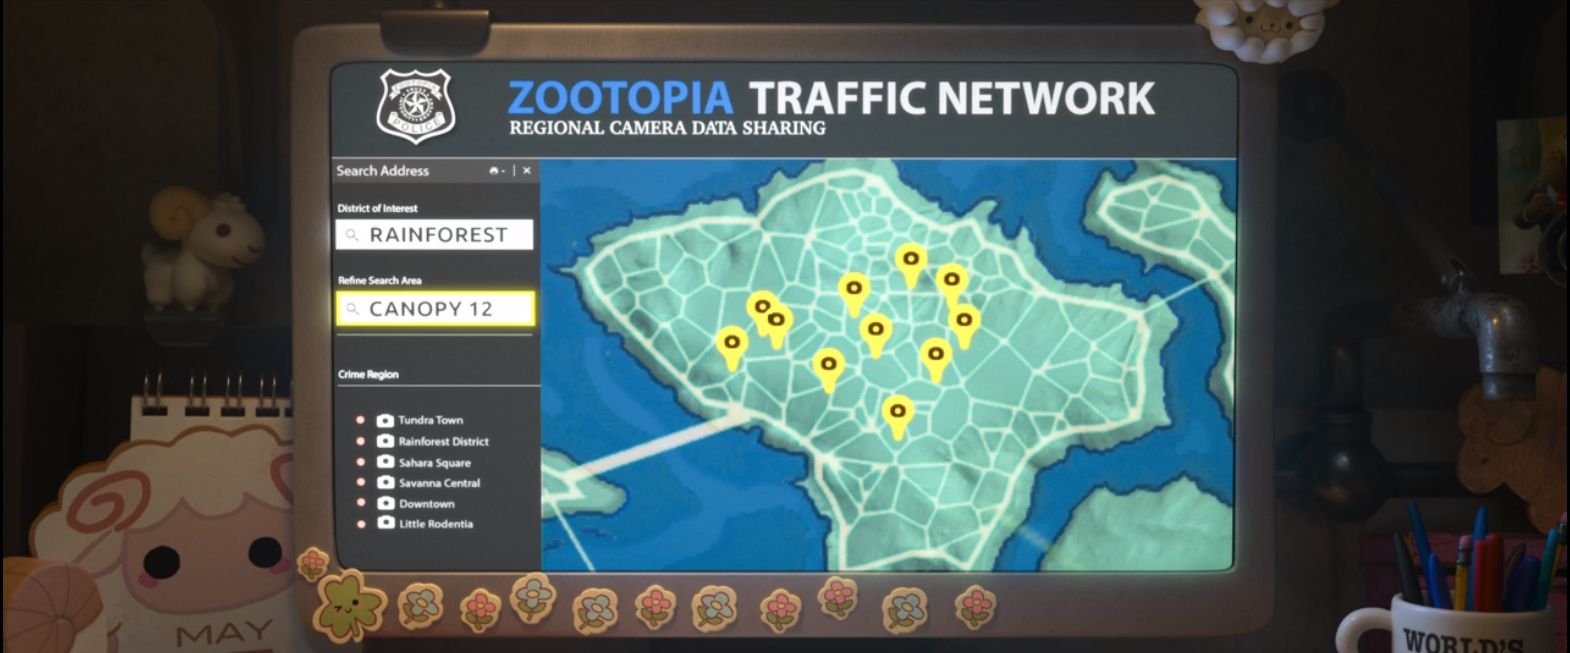 ZOOTOPIA
POLICE
ZOOTOPIA TRAFFIC NETWORK
REGIONAL CAMERA DATA SHARING
Search Address
District of Interest
RAINFOREST
Refine Search Area
CANOPY 12
Crime Region
Tundra Town
Rainforest District
Sahara Square
Savanna Central
Downtown
Little Rodentia
MAY
WORLD'S